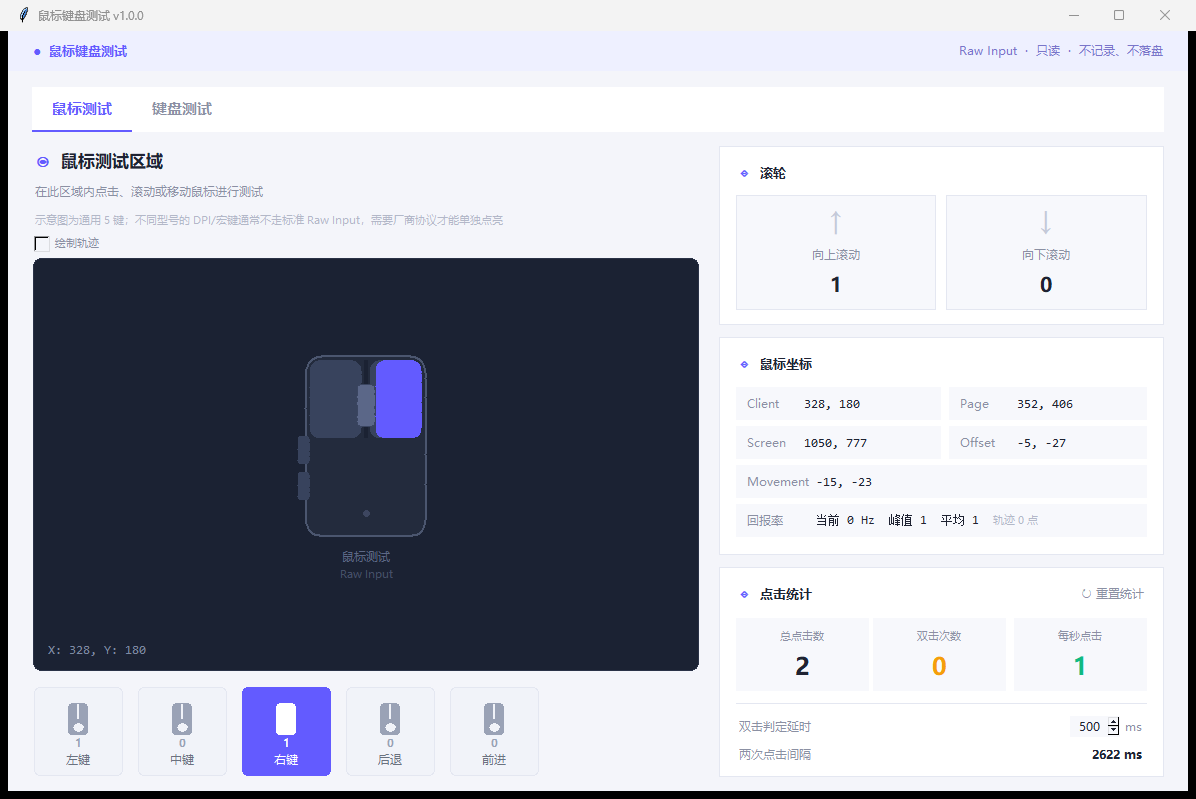 鼠标键盘测试 v1.0.0
鼠标键盘测试
Raw Input · 只读 · 不记录、不落盘
鼠标测试 键盘测试
鼠标测试区域
在此区域内点击、滚动或移动鼠标进行测试
示意图为通用 5 键；不同型号的 DPI/宏键通常不走标准 Raw Input，需要厂商协议才能单独点亮
绘制轨迹
鼠标测试
Raw Input
X: 328, Y: 180
1
左键
0
中键
1
右键
0
后退
0
前进
滚轮
↑
向上滚动
1
↓
向下滚动
0
鼠标坐标
Client 328, 180
Page 352, 406
Screen 1050, 777
Offset -5, -27
Movement -15, -23
回报率 当前 0 Hz 峰值 1 平均 1 轨迹 0 点
点击统计
重置统计
总点击数
2
双击次数
0
每秒点击
1
双击判定延时 500 ms
两次点击间隔 2622 ms